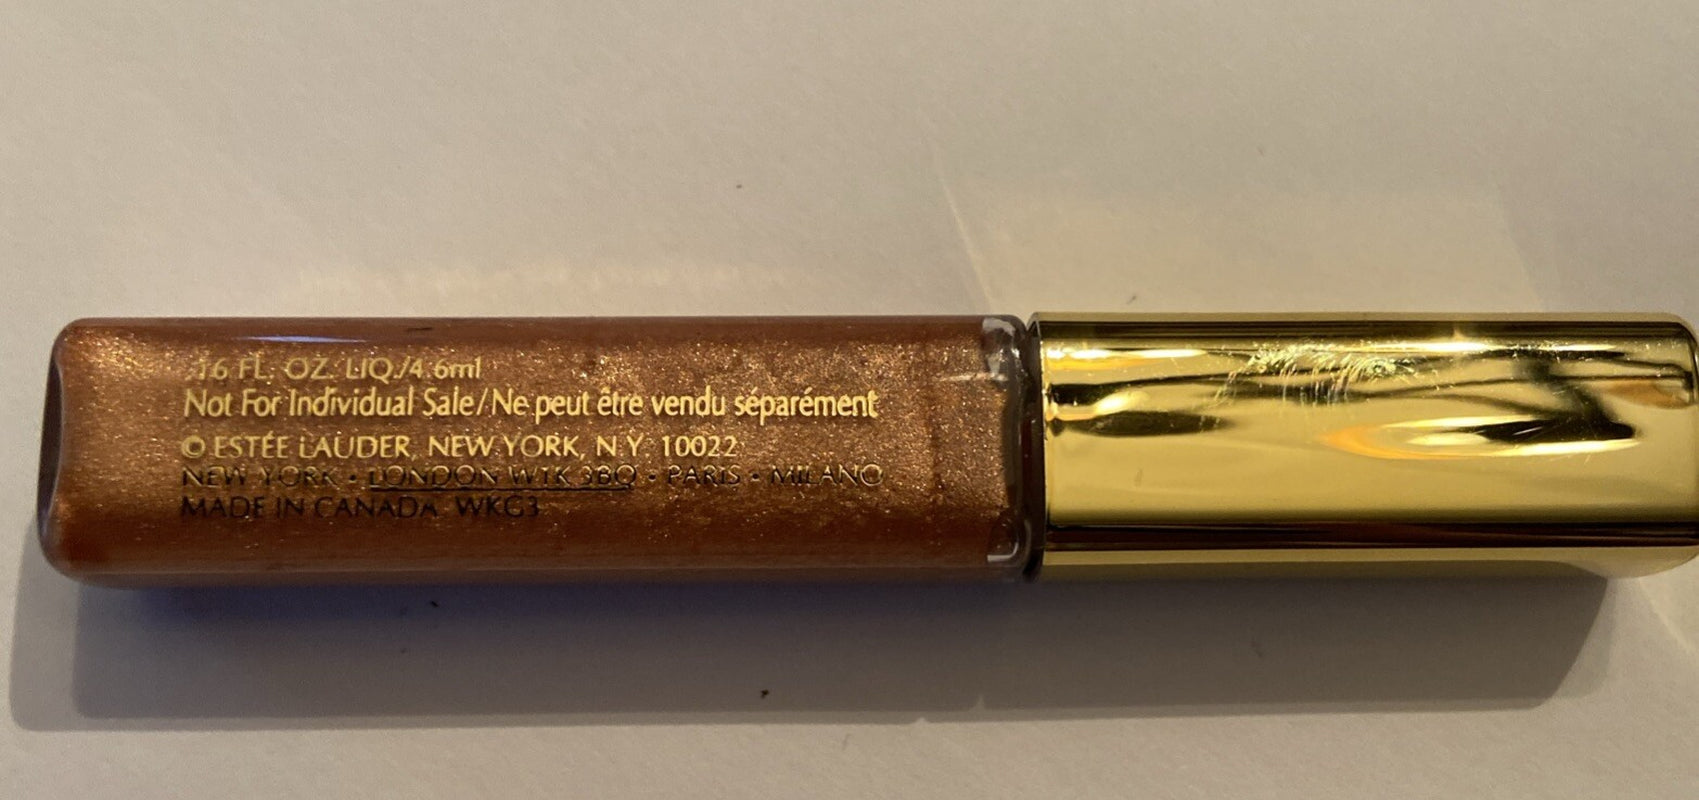 .16 FL. OZ. LIQ./4.6ml
Not For Individual Sale/Ne peut être vendu séparément
© ESTÉE LAUDER, NEW YORK, N.Y. 10022
NEW YORK • LONDON W1K 3BQ • PARIS • MILANO
MADE IN CANADA WKG3